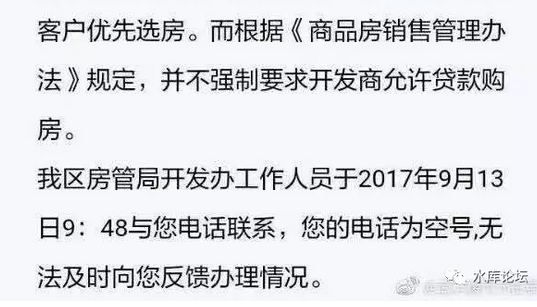 客户优先选房。而根据《商品房销售管理办
法》规定，并不强制要求开发商允许贷款购
房。
我区房管局开发办工作人员于2017年9月13
日9：48与您电话联系，您的电话为空号,无
法及时向您反馈办理情况。
水库论坛